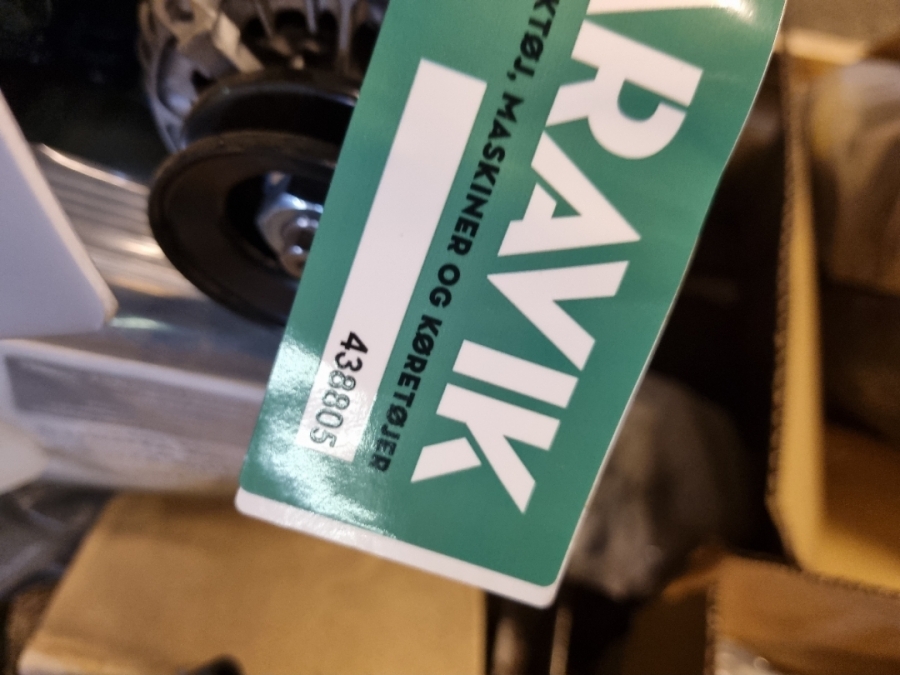 RAVIK
KTØJ, MASKINER OG KØRETØJER
438805